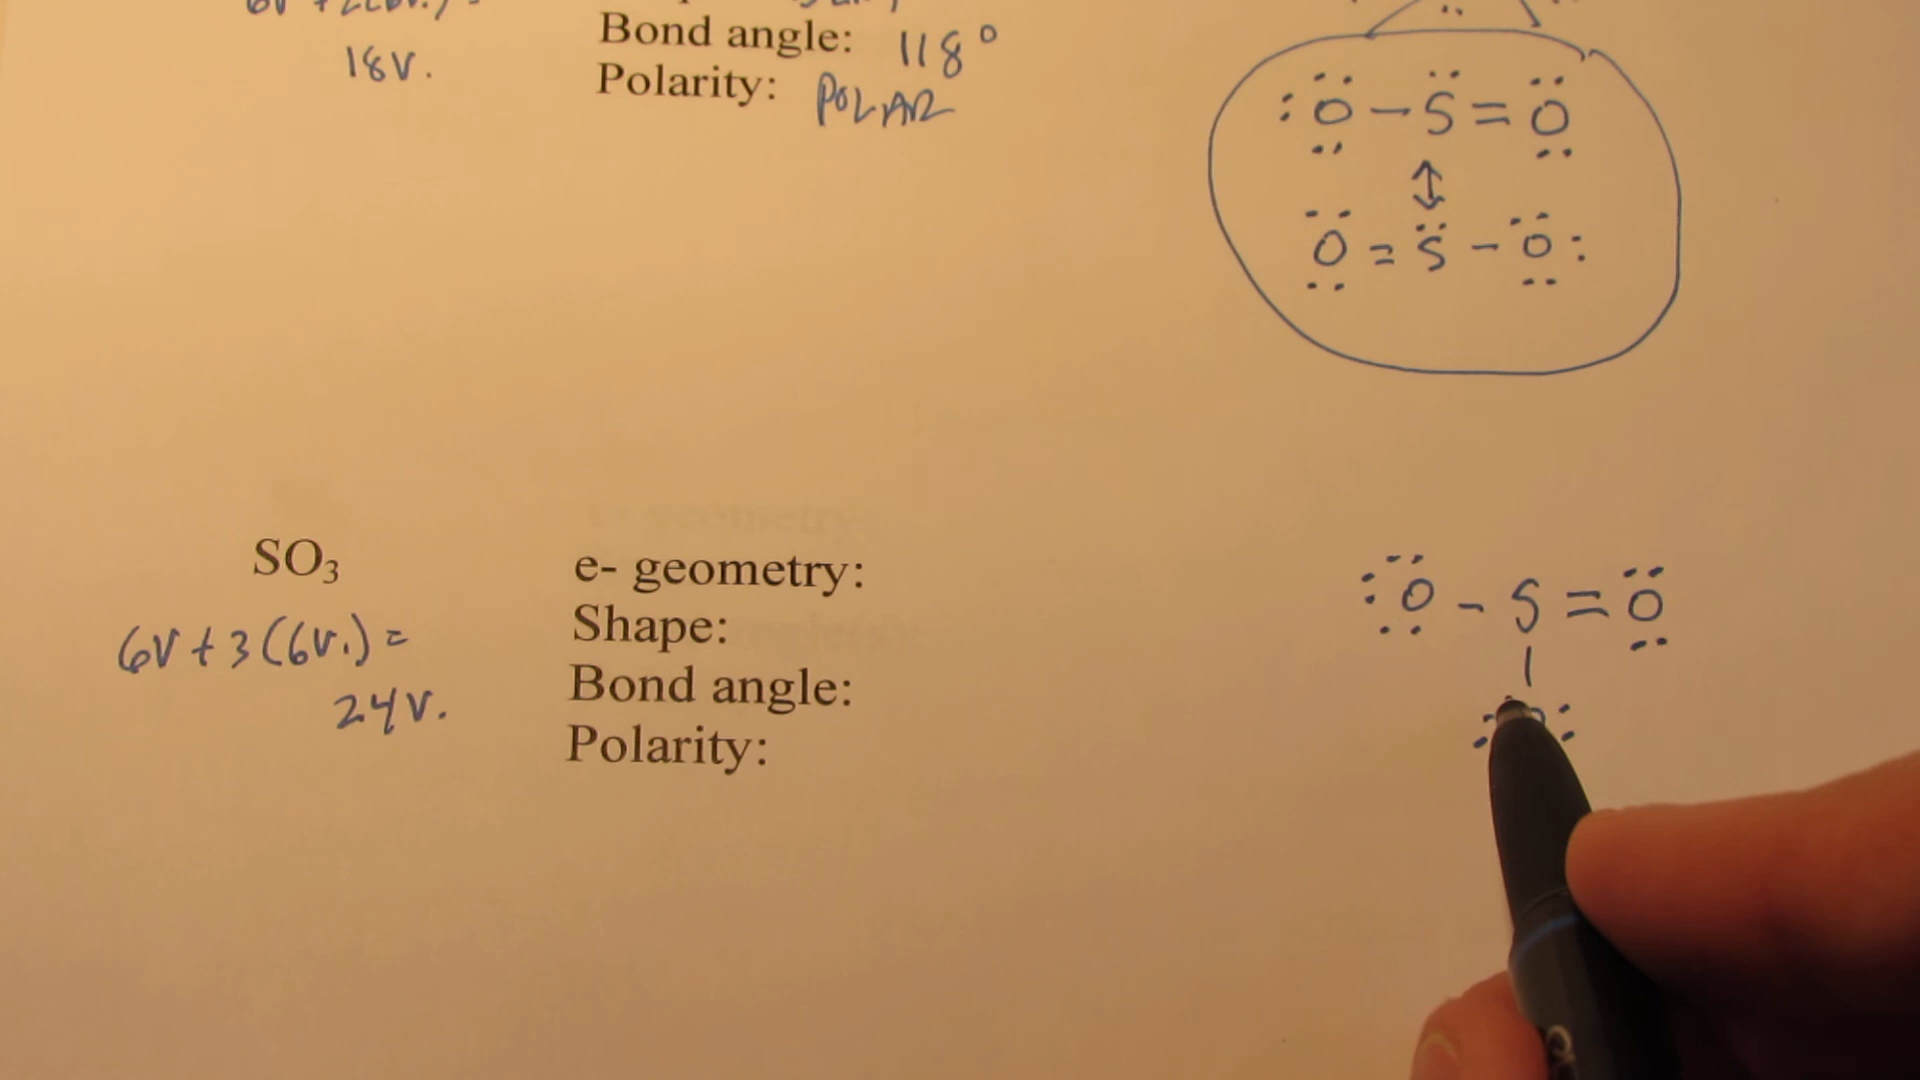 18V.
Bond angle: 118°
Polarity: POLAR
:O-S=O
↕
O=S-O:
SO₃
6V+3(6V.)=
24V.
e- geometry:
Shape:
Bond angle:
Polarity:
:O-S=O
|